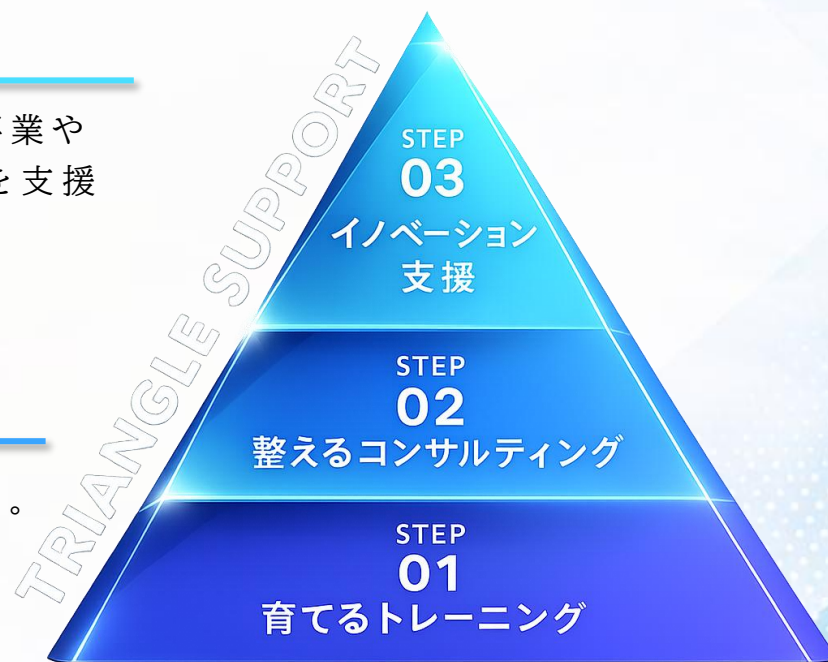 業や
を支援
。
TRIANGLE SUPPORT
STEP
03
イノベーション
支援
STEP
02
整えるコンサルティング
STEP
01
育てるトレーニング